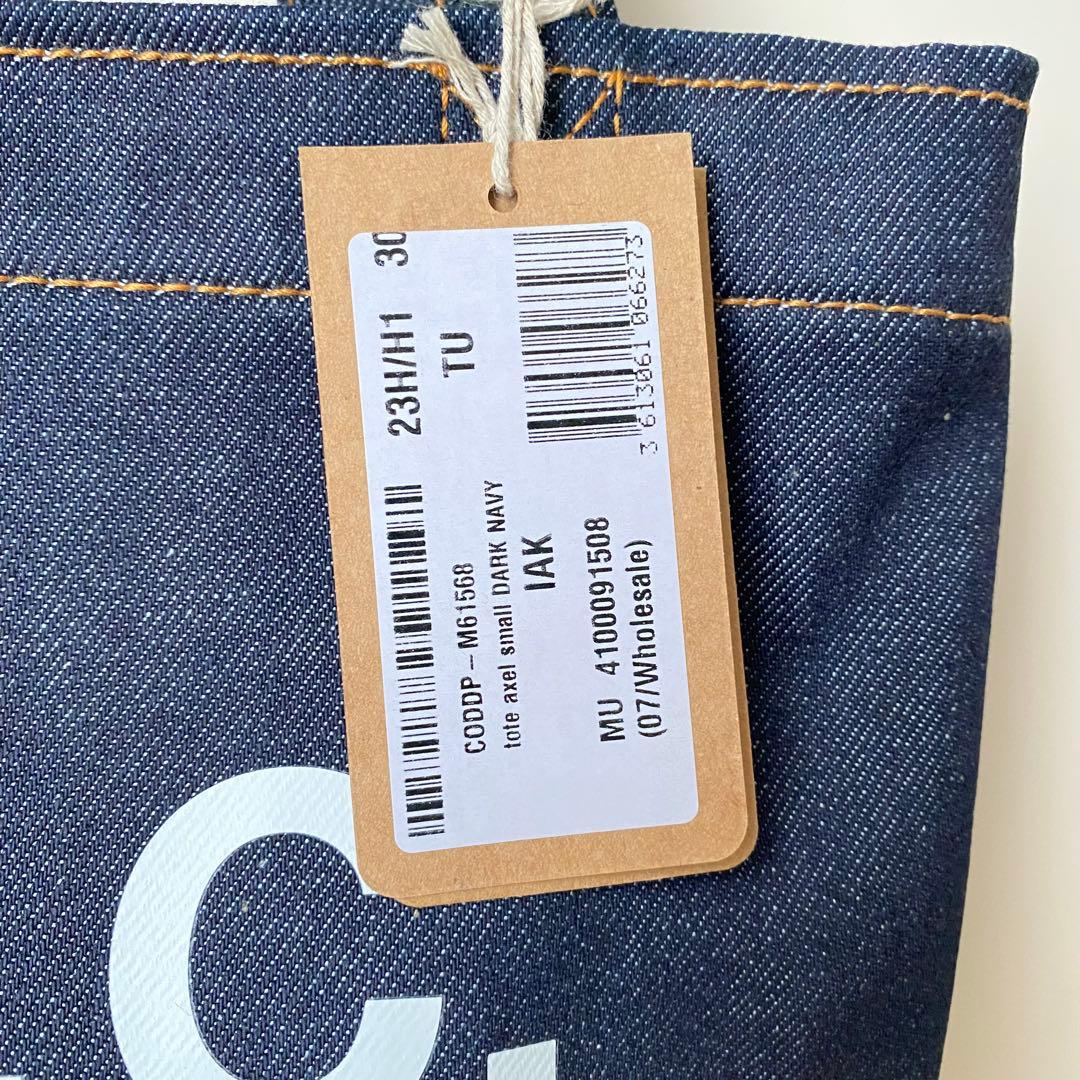 23H/H1 30
TU
3 613061 066273
CODDP-M61568
tote axel small DARK NAVY
IAK
MU 4100091508
(07/Wholesale)
C.